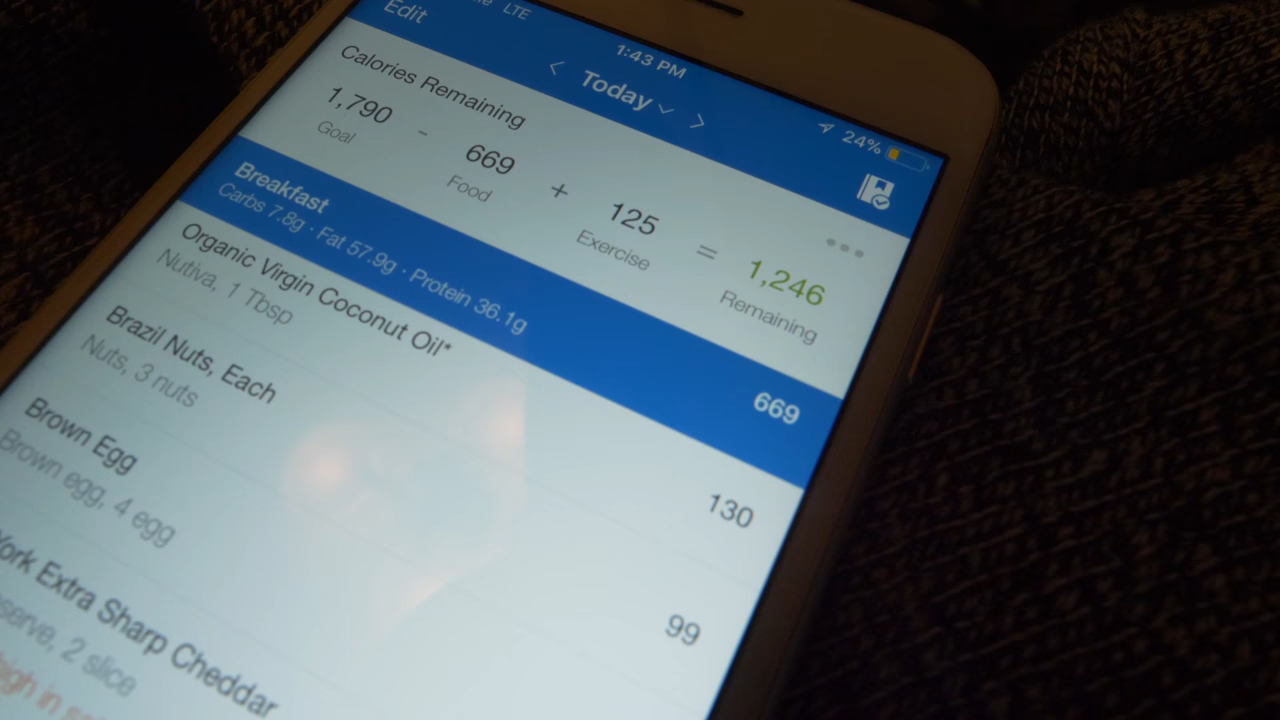 LTE
1:43 PM
24%
Edit
< Today >
Calories Remaining
1,790 - 669 + 125 = 1,246
Goal Food Exercise Remaining
Breakfast 669
Carbs 7.8g · Fat 57.9g · Protein 36.1g
Organic Virgin Coconut Oil* 130
Nutiva, 1 Tbsp
Brazil Nuts, Each 99
Nuts, 3 nuts
Brown Egg
Brown egg, 4 egg
York Extra Sharp Cheddar
serve, 2 slice
high in